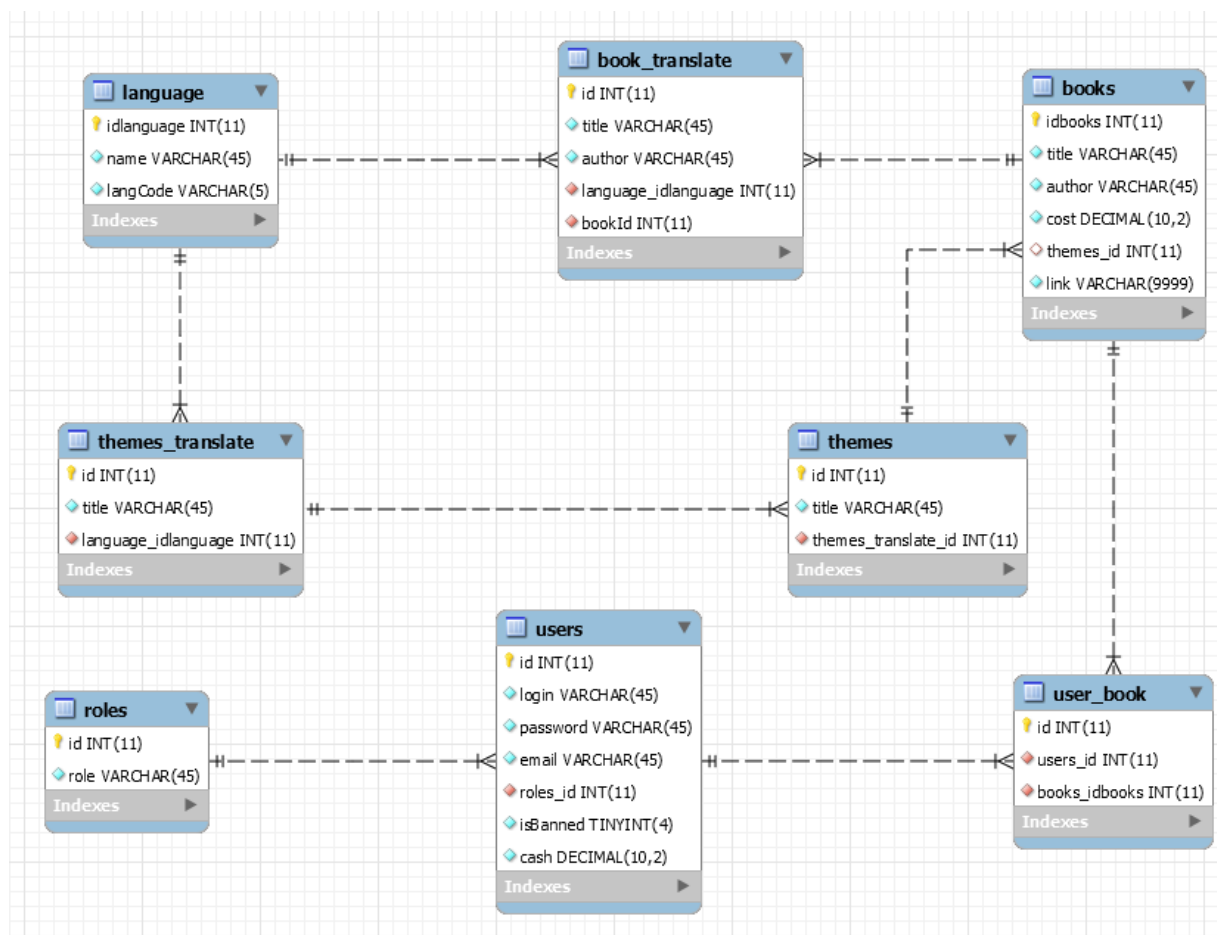 language
idlanguage INT(11)
name VARCHAR(45)
langCode VARCHAR(5)
Indexes
book_translate
id INT(11)
title VARCHAR(45)
author VARCHAR(45)
language_idlanguage INT(11)
bookId INT(11)
Indexes
books
idbooks INT(11)
title VARCHAR(45)
author VARCHAR(45)
cost DECIMAL(10,2)
themes_id INT(11)
link VARCHAR(9999)
Indexes
themes_translate
id INT(11)
title VARCHAR(45)
language_idlanguage INT(11)
Indexes
themes
id INT(11)
title VARCHAR(45)
themes_translate_id INT(11)
Indexes
roles
id INT(11)
role VARCHAR(45)
Indexes
users
id INT(11)
login VARCHAR(45)
password VARCHAR(45)
email VARCHAR(45)
roles_id INT(11)
isBanned TINYINT(4)
cash DECIMAL(10,2)
Indexes
user_book
id INT(11)
users_id INT(11)
books_idbooks INT(11)
Indexes